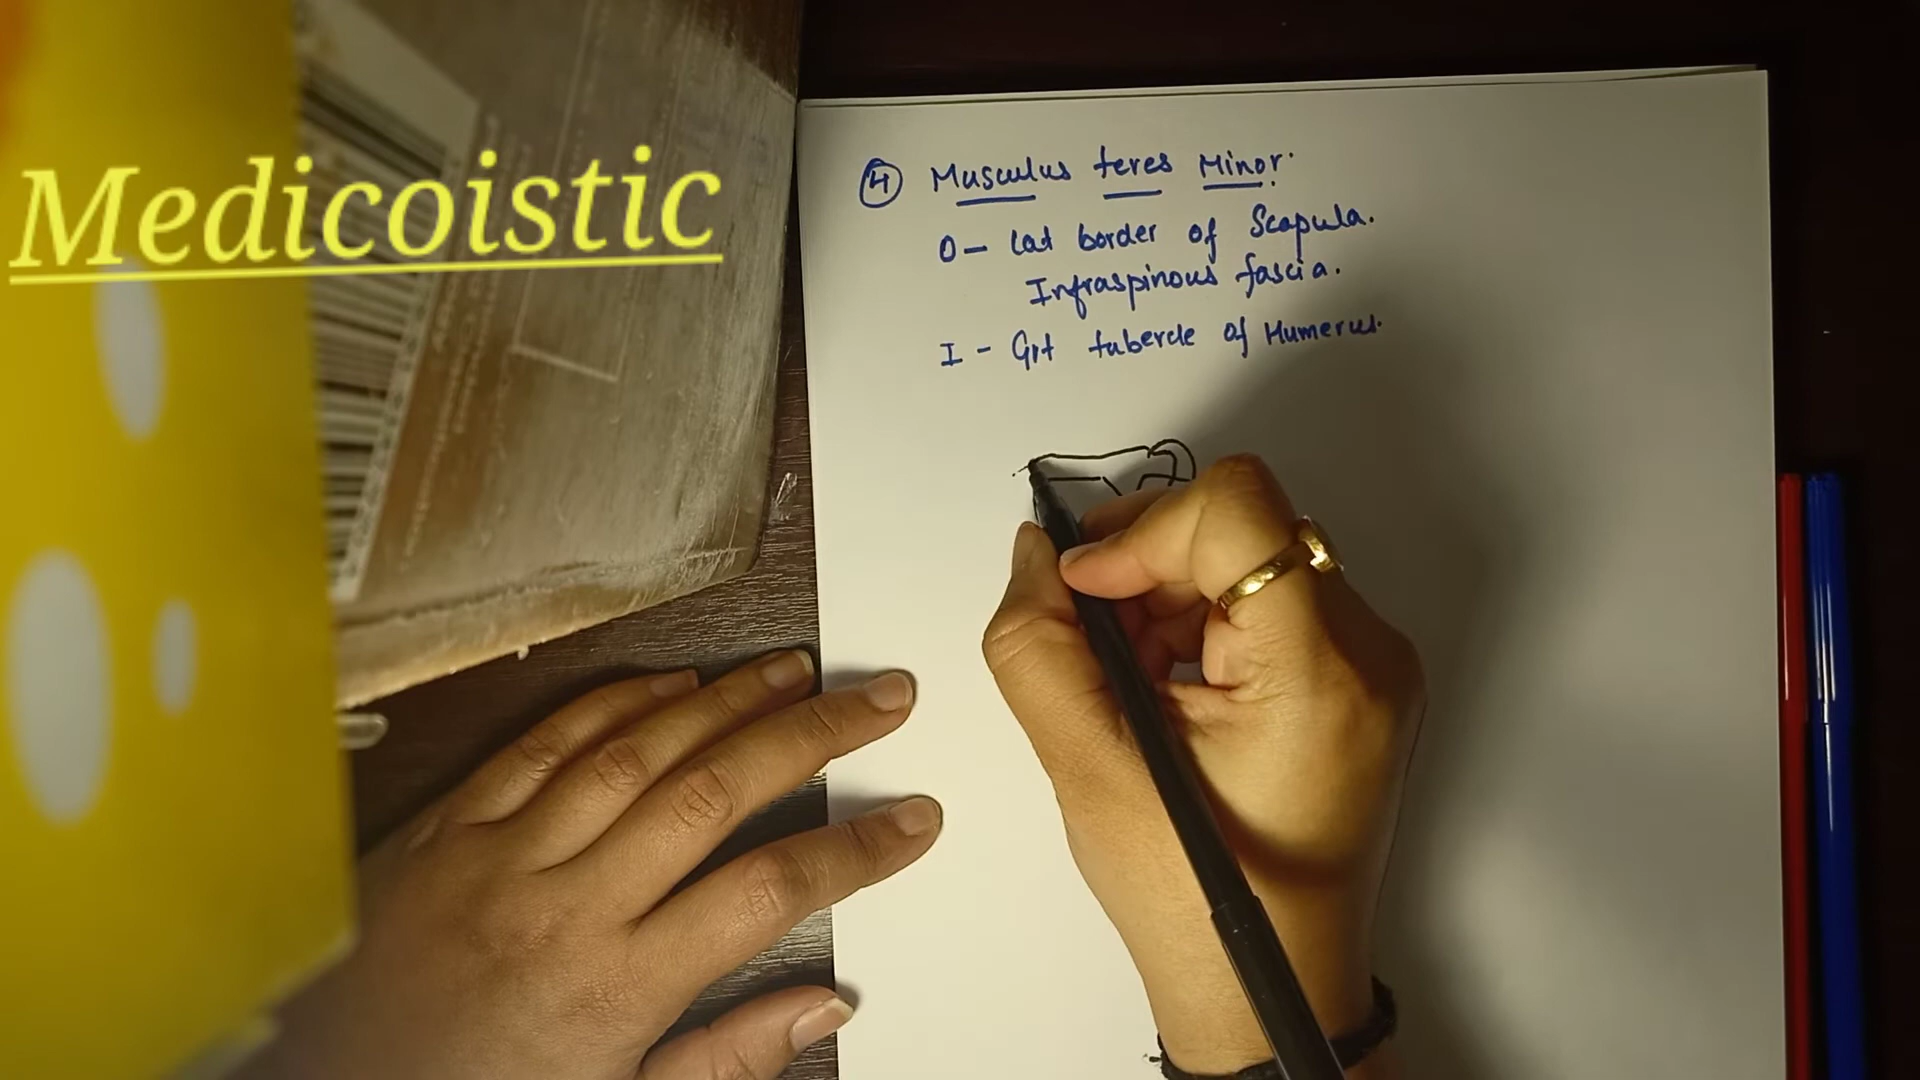 Medicoistic
4 Musculus teres Minor.
O - Lat border of Scapula.
Infraspinous fascia.
I - Grt tubercle of Humerus.